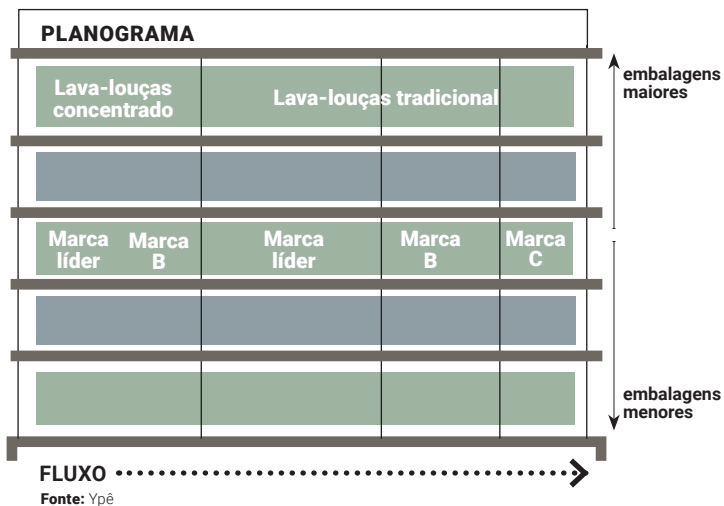 PLANOGRAMA
embalagens
maiores
Lava-louças
concentrado
Lava-louças tradicional
Marca
líder
Marca
B
Marca
líder
Marca
B
Marca
C
embalagens
menores
FLUXO
Fonte: Ypê